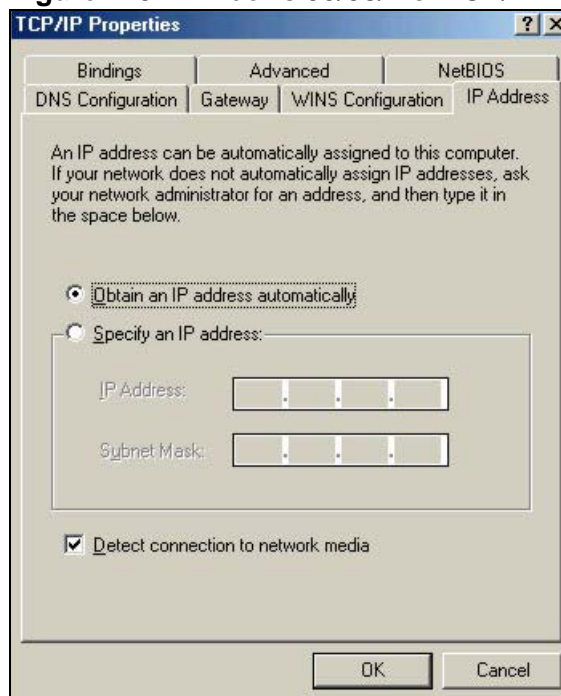 TCP/IP Properties
Bindings
Advanced
NetBIOS
DNS Configuration
Gateway
WINS Configuration
IP Address
An IP address can be automatically assigned to this computer.
If your network does not automatically assign IP addresses, ask
your network administrator for an address, and then type it in
the space below.
Obtain an IP address automatically
Specify an IP address:
IP Address:
Subnet Mask:
Detect connection to network media
OK
Cancel